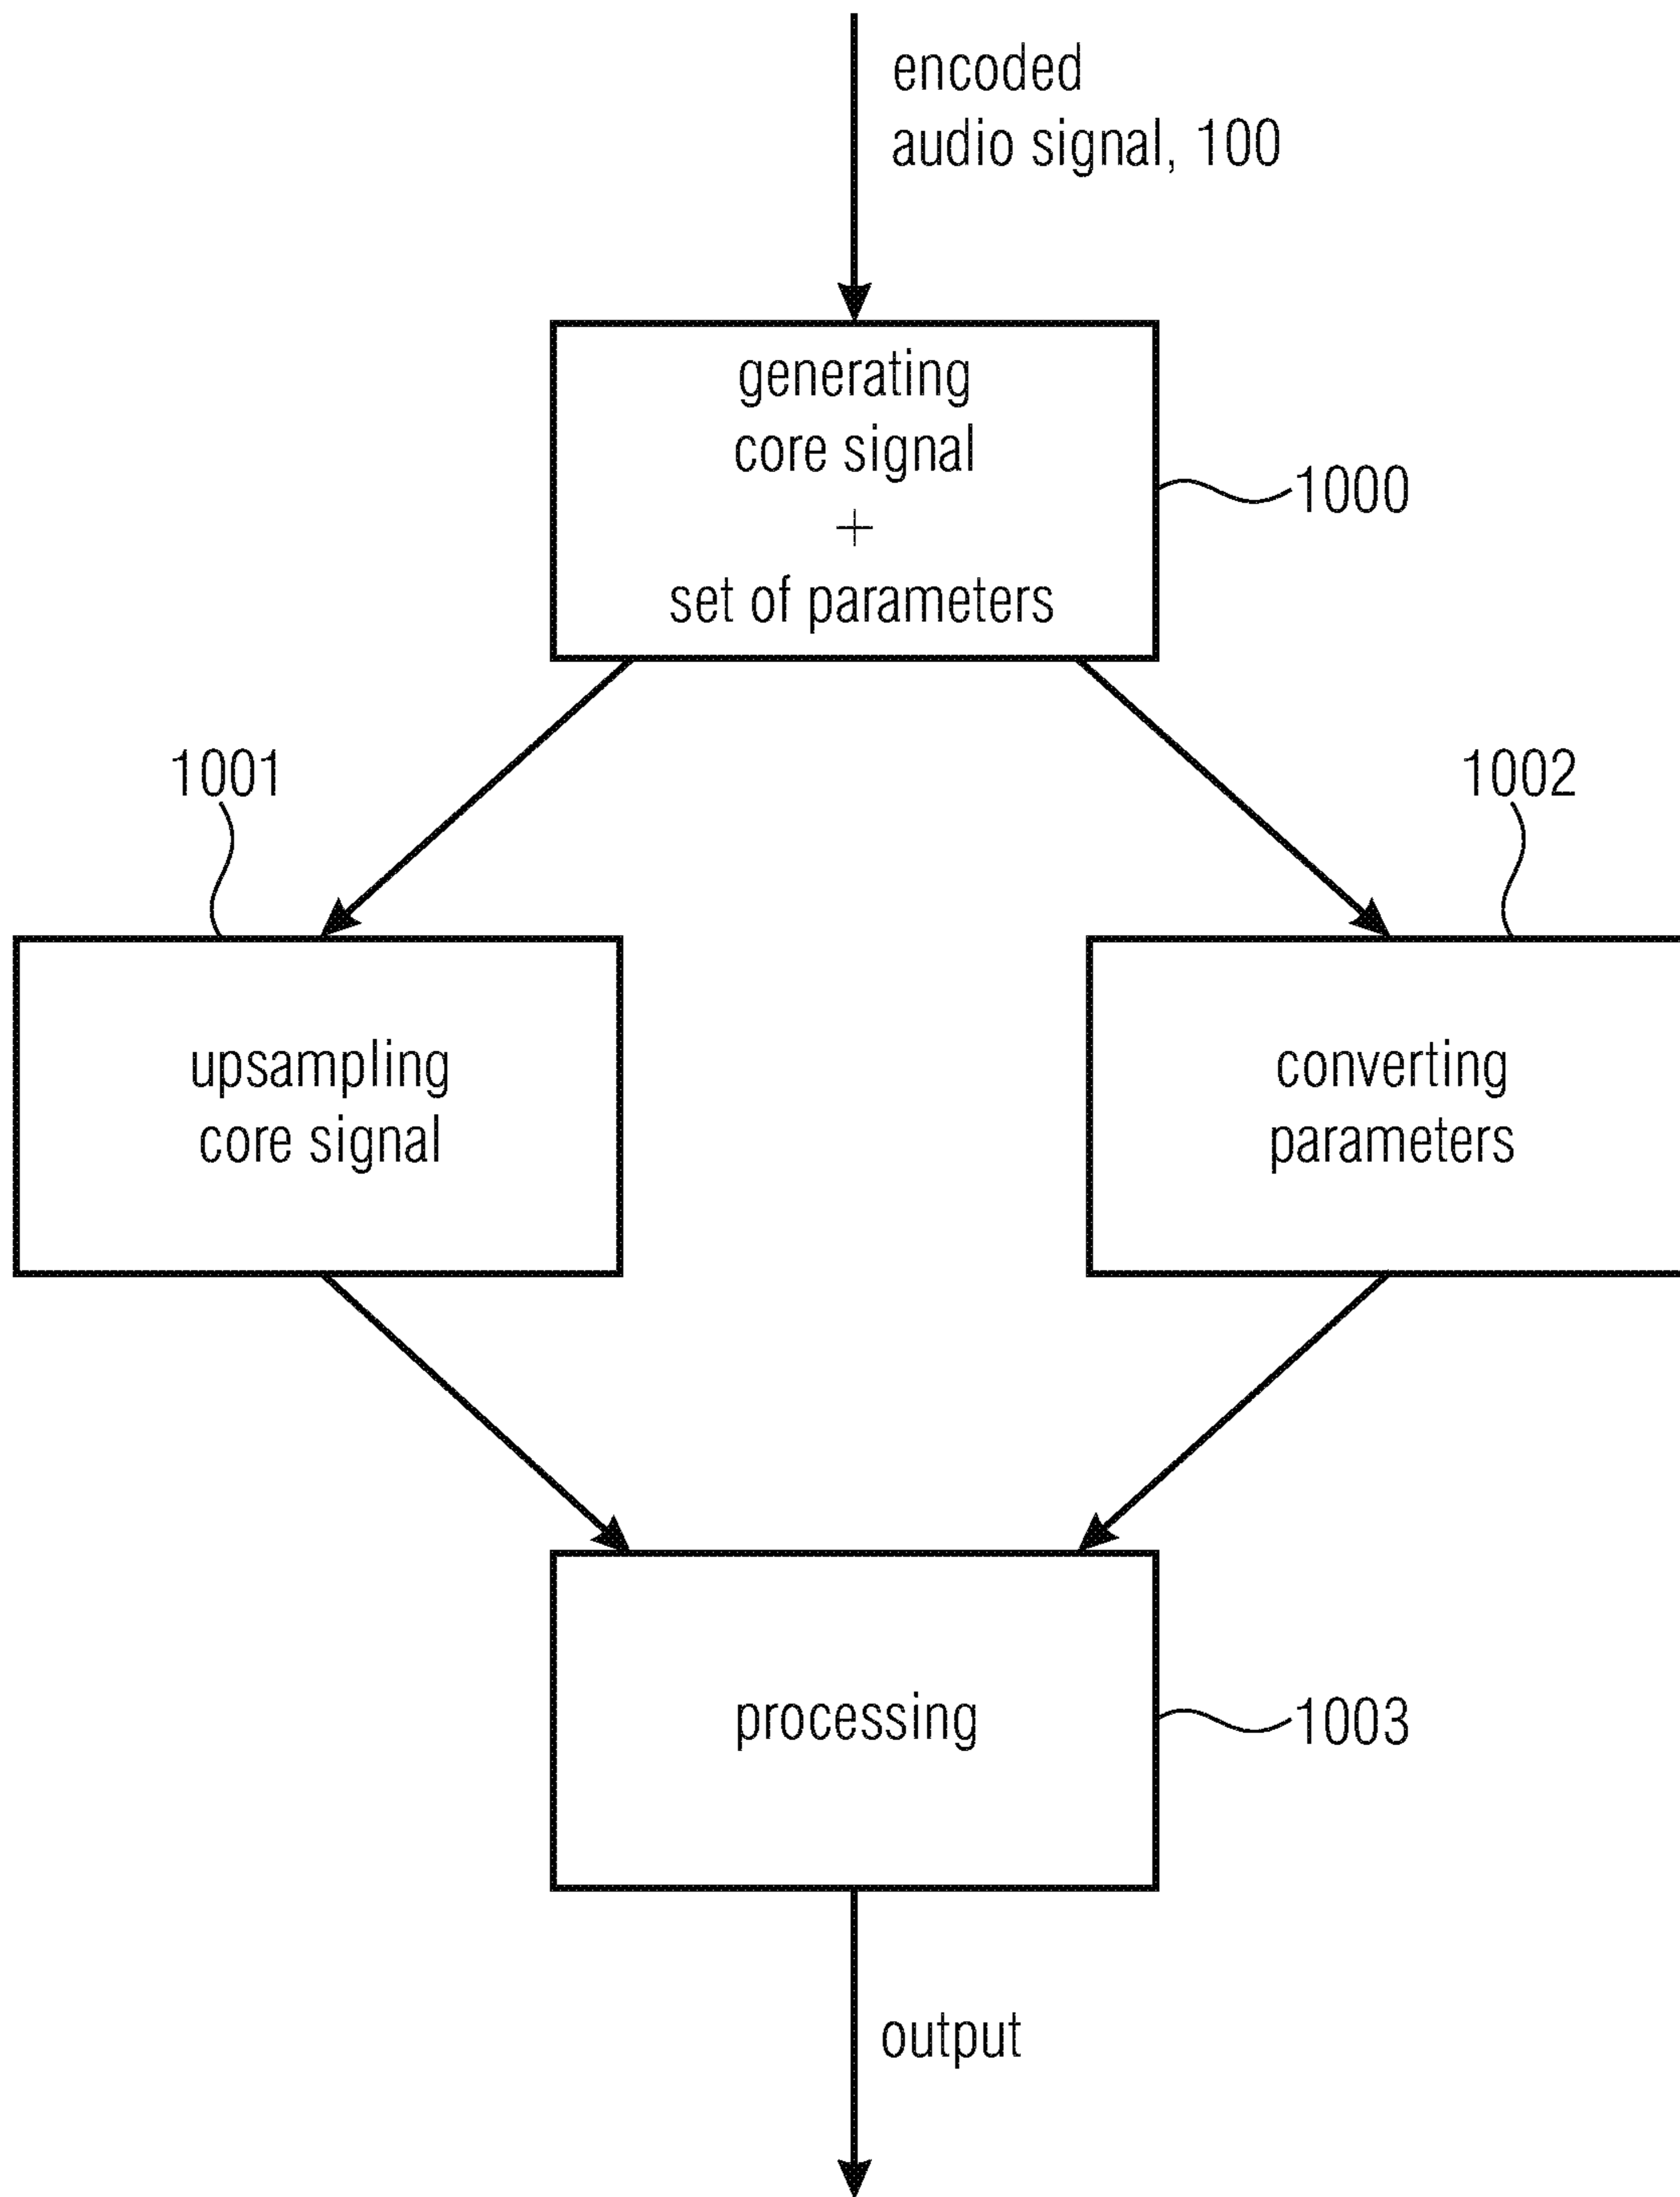 encoded
audio signal, 100
generating
core signal
+
set of parameters
1000
1001
1002
upsampling
core signal
converting
parameters
processing
1003
output